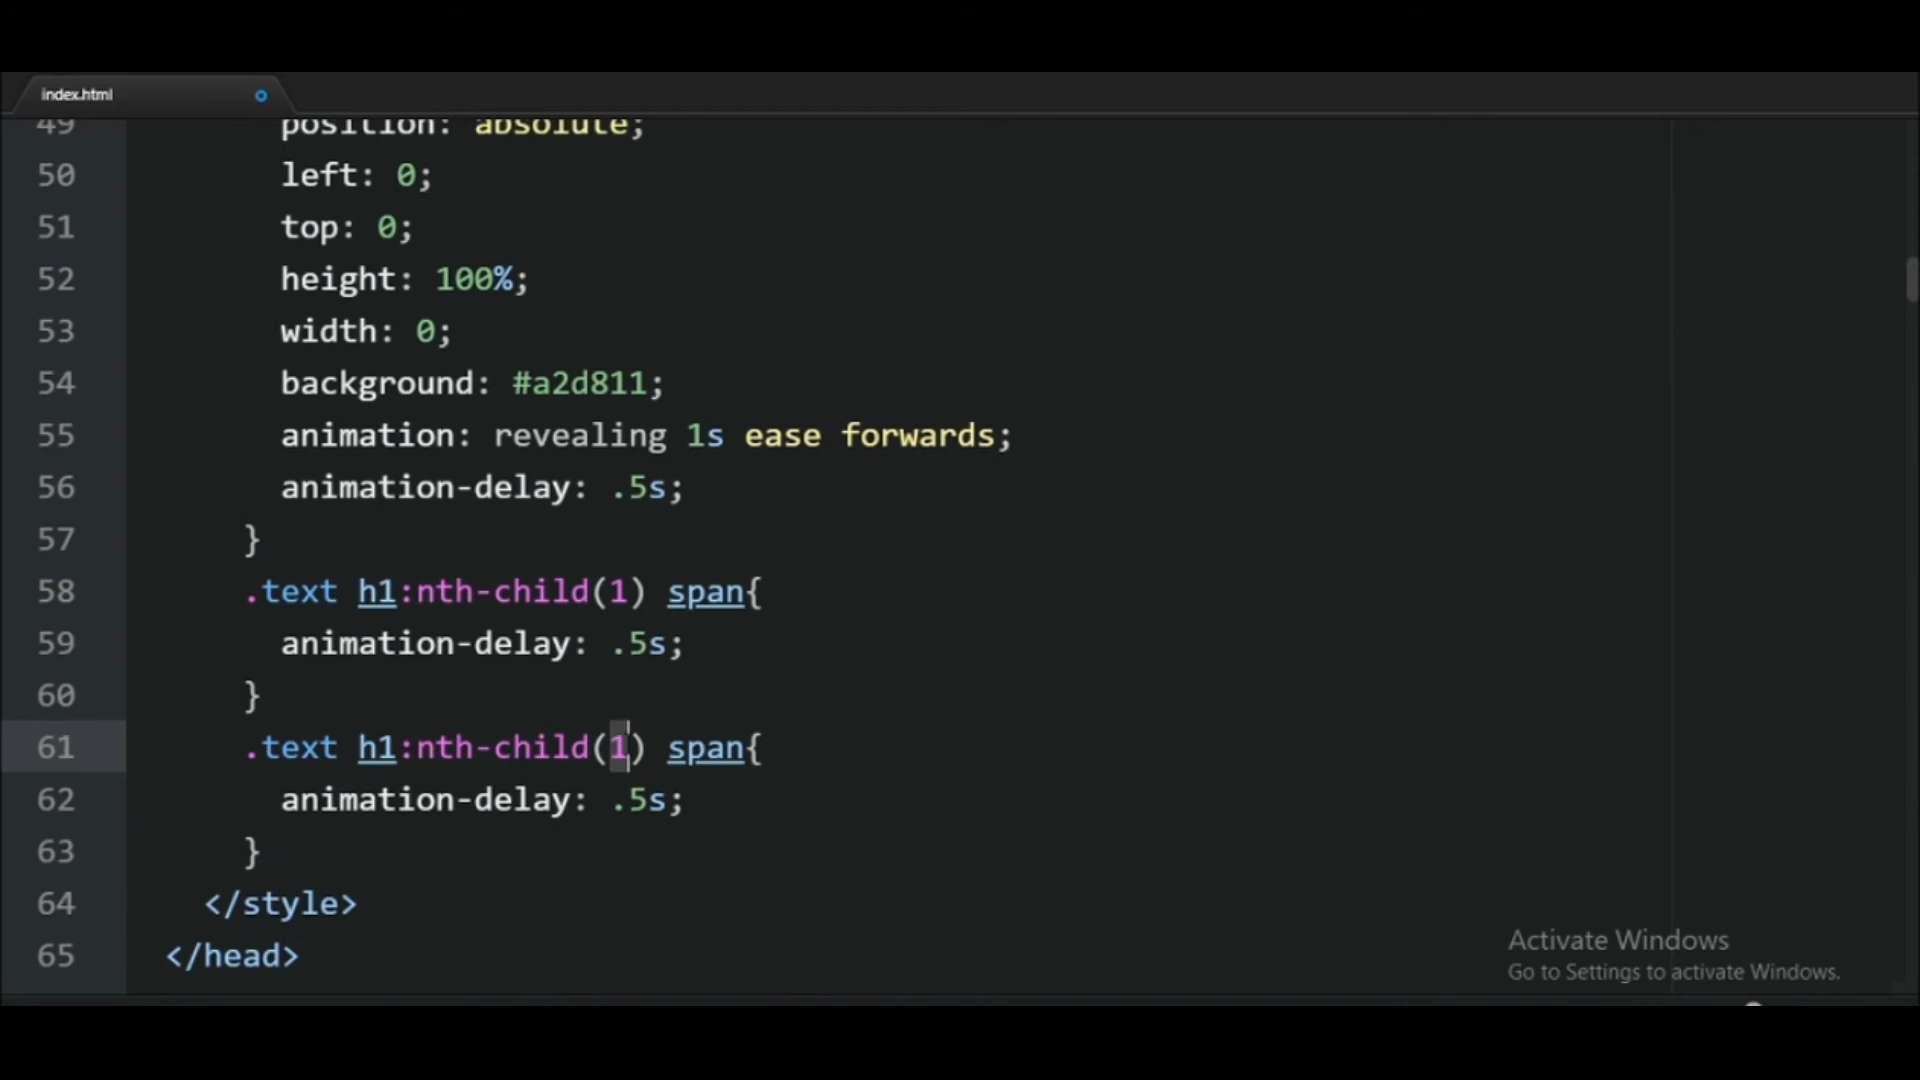 index.html
49 position: absolute;
50 left: 0;
51 top: 0;
52 height: 100%;
53 width: 0;
54 background: #a2d811;
55 animation: revealing 1s ease forwards;
56 animation-delay: .5s;
57 }
58 .text h1:nth-child(1) span{
59 animation-delay: .5s;
60 }
61 .text h1:nth-child(1) span{
62 animation-delay: .5s;
63 }
64 </style>
65 </head>
Activate Windows
Go to Settings to activate Windows.